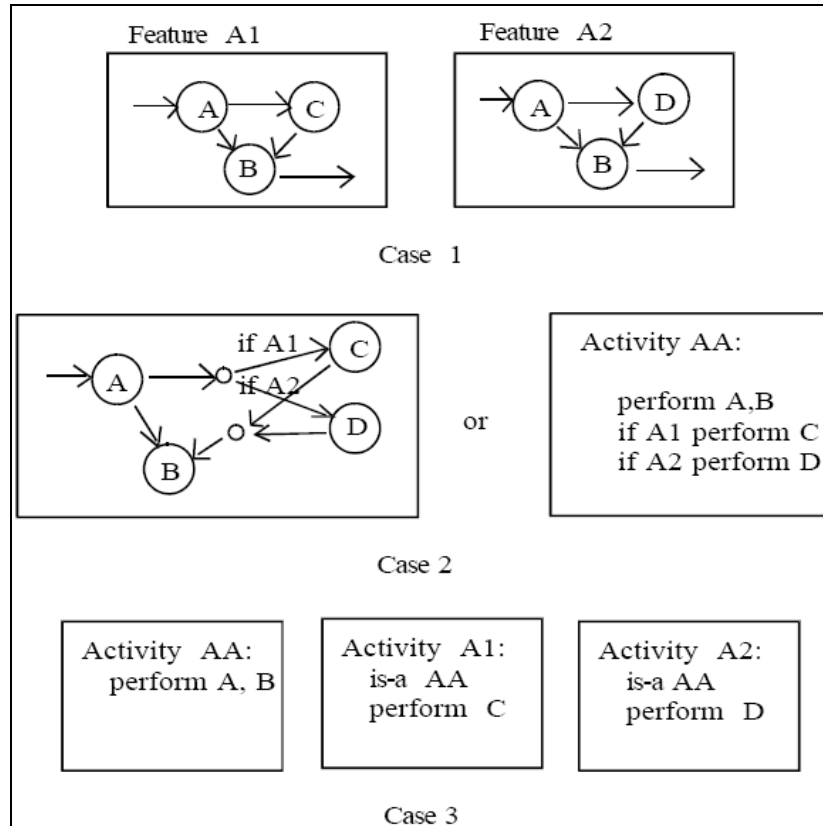 Feature A1
Feature A2
A
C
B
A
D
B
Case 1
A
if A1
C
if A2
D
B
or
Activity AA:
perform A,B
if A1 perform C
if A2 perform D
Case 2
Activity AA:
perform A, B
Activity A1:
is-a AA
perform C
Activity A2:
is-a AA
perform D
Case 3